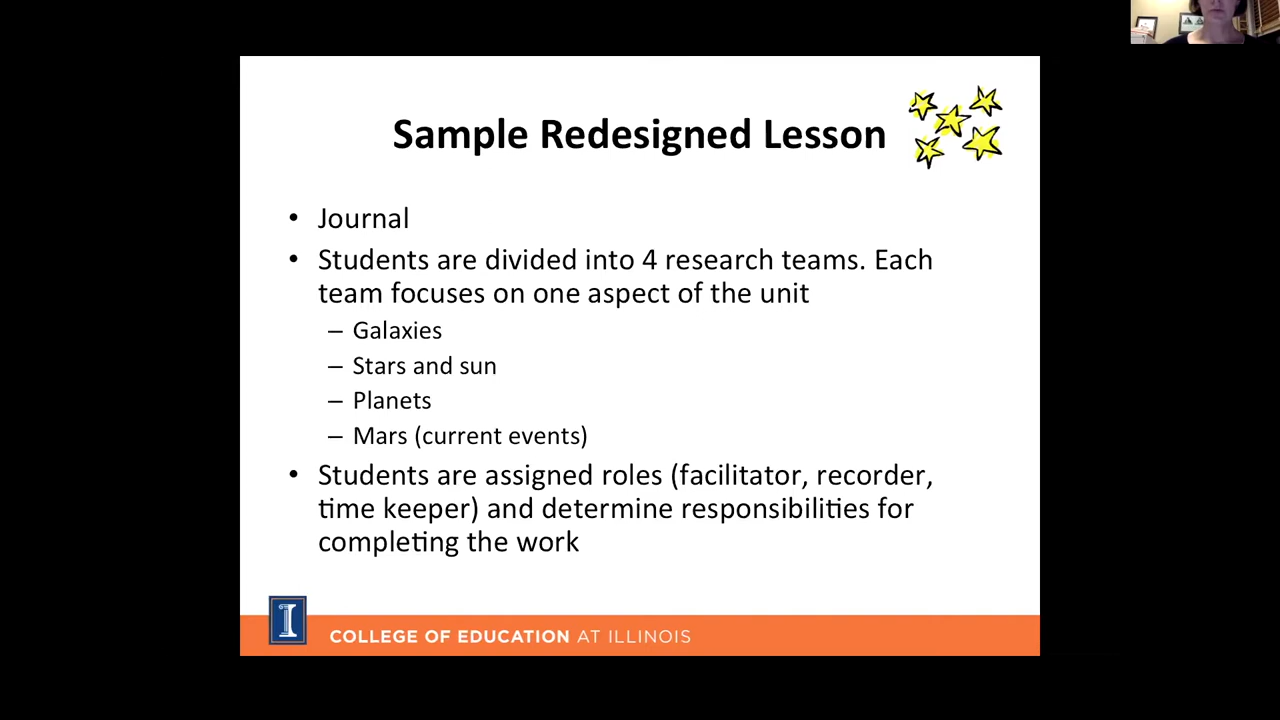 Sample Redesigned Lesson
• Journal
• Students are divided into 4 research teams. Each
team focuses on one aspect of the unit
– Galaxies
– Stars and sun
– Planets
– Mars (current events)
• Students are assigned roles (facilitator, recorder,
time keeper) and determine responsibilities for
completing the work
I
COLLEGE OF EDUCATION AT ILLINOIS